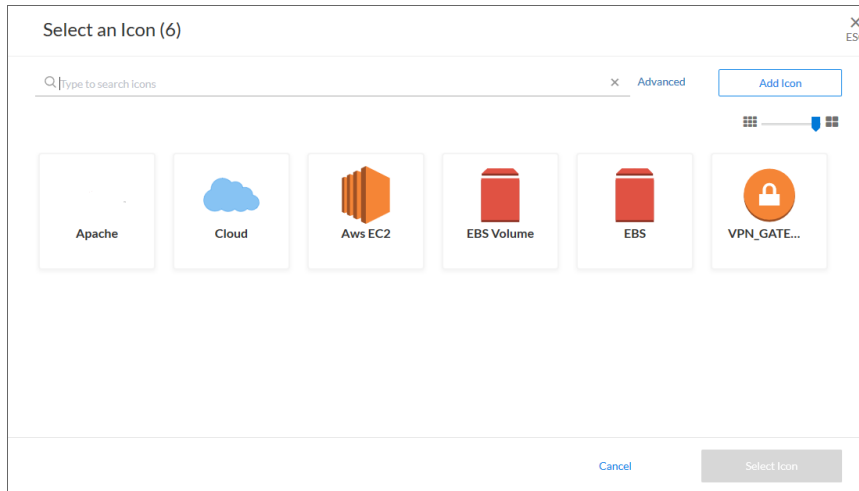 Select an Icon (6)
ESC
Type to search icons
Advanced
Add Icon
Apache
Cloud
Aws EC2
EBS Volume
EBS
VPN_GATE...
Cancel
Select Icon